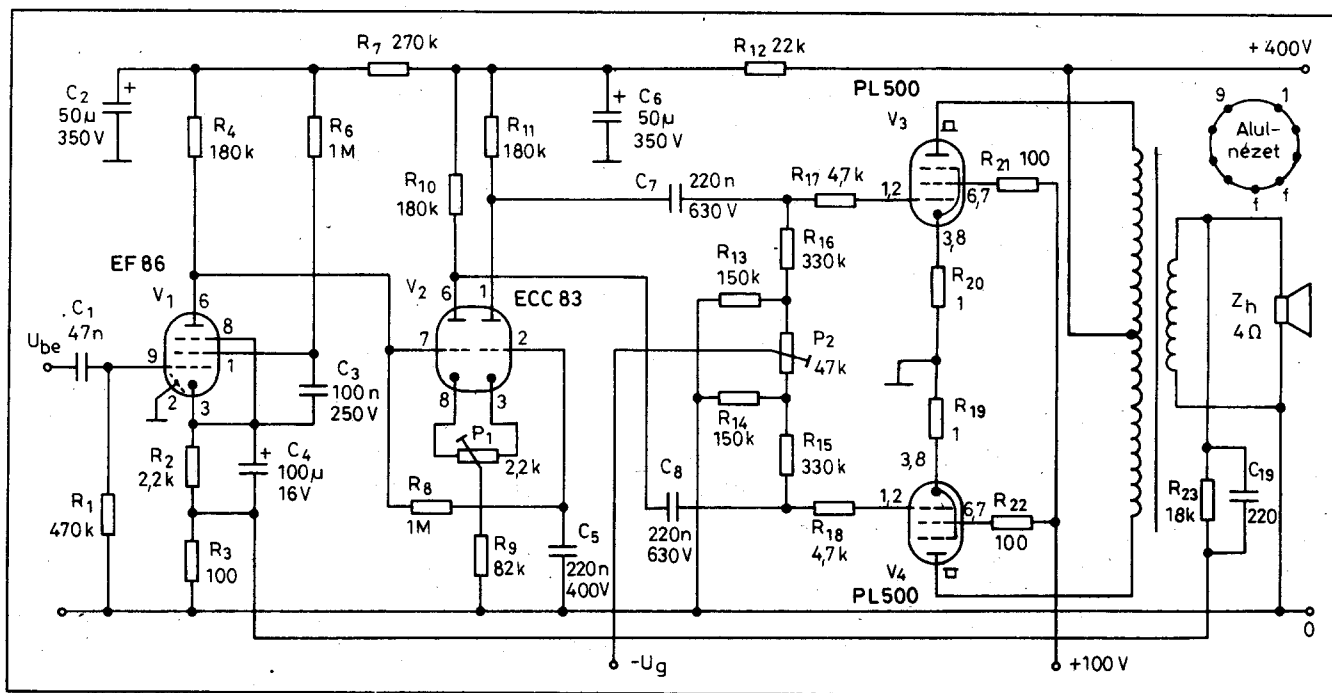 R7 270k
R12 22k
+400V
C2
50µ
350V
+
R4
180k
R6
1M
R10
180k
R11
180k
+
C6
50µ
350V
PL500
V3
R21 100
9
1
Alul-
nézet
f
f
C7
220n
630V
R17 4,7k
1,2
6,7
3,8
R16
330k
R13
150k
R20
1
EF86
V1
6
8
9
1
2
3
C1
47n
Ube
C3
100n
250V
V2
6
1
ECC83
7
2
8
3
P1
2,2k
P2
47k
Zh
4Ω
R14
150k
R19
1
R15
330k
3,8
R2
2,2k
+
C4
100µ
16V
R1
470k
R3
100
R8
1M
R9
82k
C5
220n
400V
C8
220n
630V
R18
4,7k
1,2
6,7
R22
100
V4
PL500
R23
18k
C19
220
0
-Ug
+100V